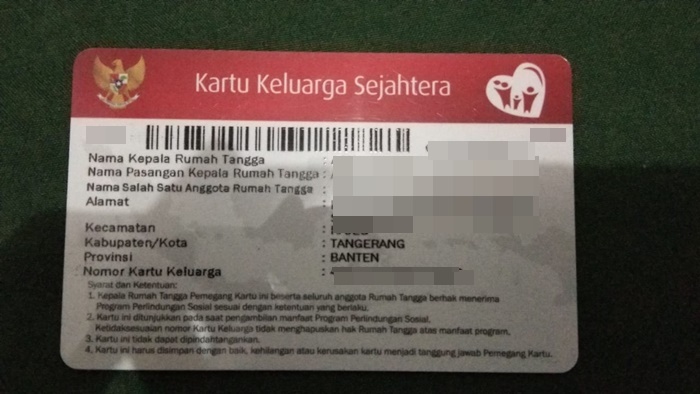 Kartu Keluarga Sejahtera
Nama Kepala Rumah Tangga :
Nama Pasangan Kepala Rumah Tangga :
Nama Salah Satu Anggota Rumah Tangga :
Alamat :
Kecamatan :
Kabupaten/Kota : TANGERANG
Provinsi : BANTEN
Nomor Kartu Keluarga :
Syarat dan Ketentuan:
1. Kepala Rumah Tangga Pemegang Kartu ini beserta seluruh anggota Rumah Tangga berhak menerima
Program Perlindungan Sosial sesuai dengan ketentuan yang berlaku.
2. Kartu ini ditunjukkan pada saat pengambilan manfaat Program Perlindungan Sosial.
Ketidaksesuaian nomor Kartu Keluarga tidak menghapuskan hak Rumah Tangga atas manfaat program.
3. Kartu ini tidak dapat dipindahtangankan.
4. Kartu ini harus disimpan dengan baik, kehilangan atau kerusakan kartu menjadi tanggung jawab Pemegang Kartu.